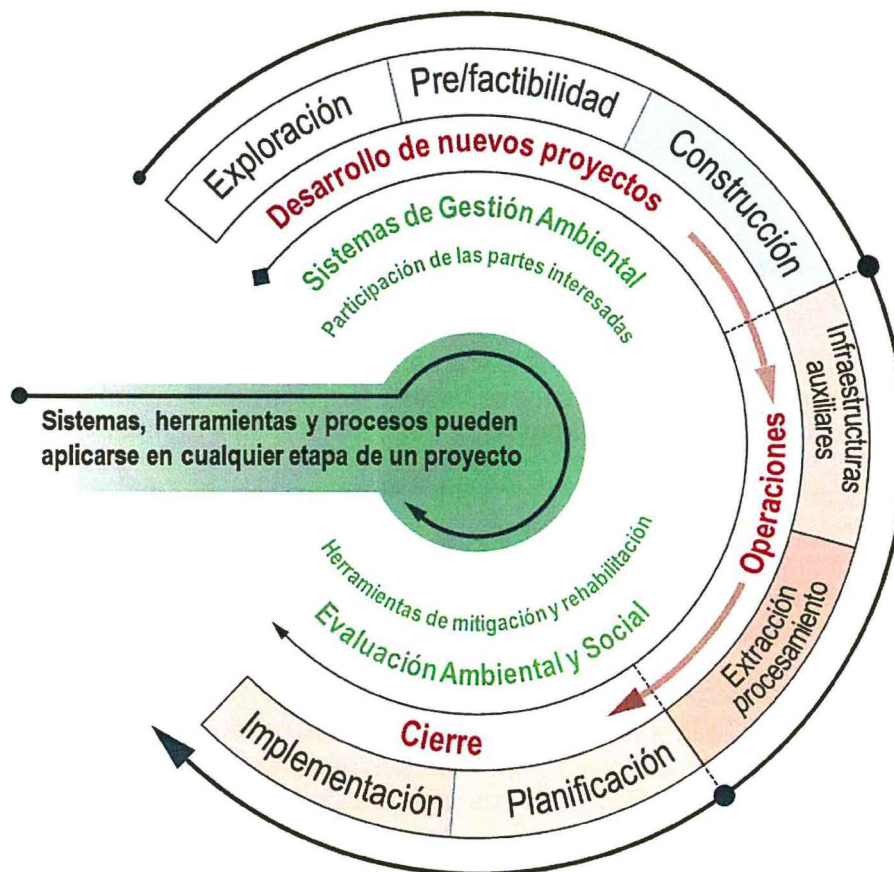 Exploración
Pre/factibilidad
Construcción
Desarrollo de nuevos proyectos
Sistemas de Gestión Ambiental
Participación de las partes interesadas
Infraestructuras
auxiliares
Sistemas, herramientas y procesos pueden
aplicarse en cualquier etapa de un proyecto
Operaciones
Extracción
procesamiento
Herramientas de mitigación y rehabilitación
Evaluación Ambiental y Social
Cierre
Planificación
Implementación